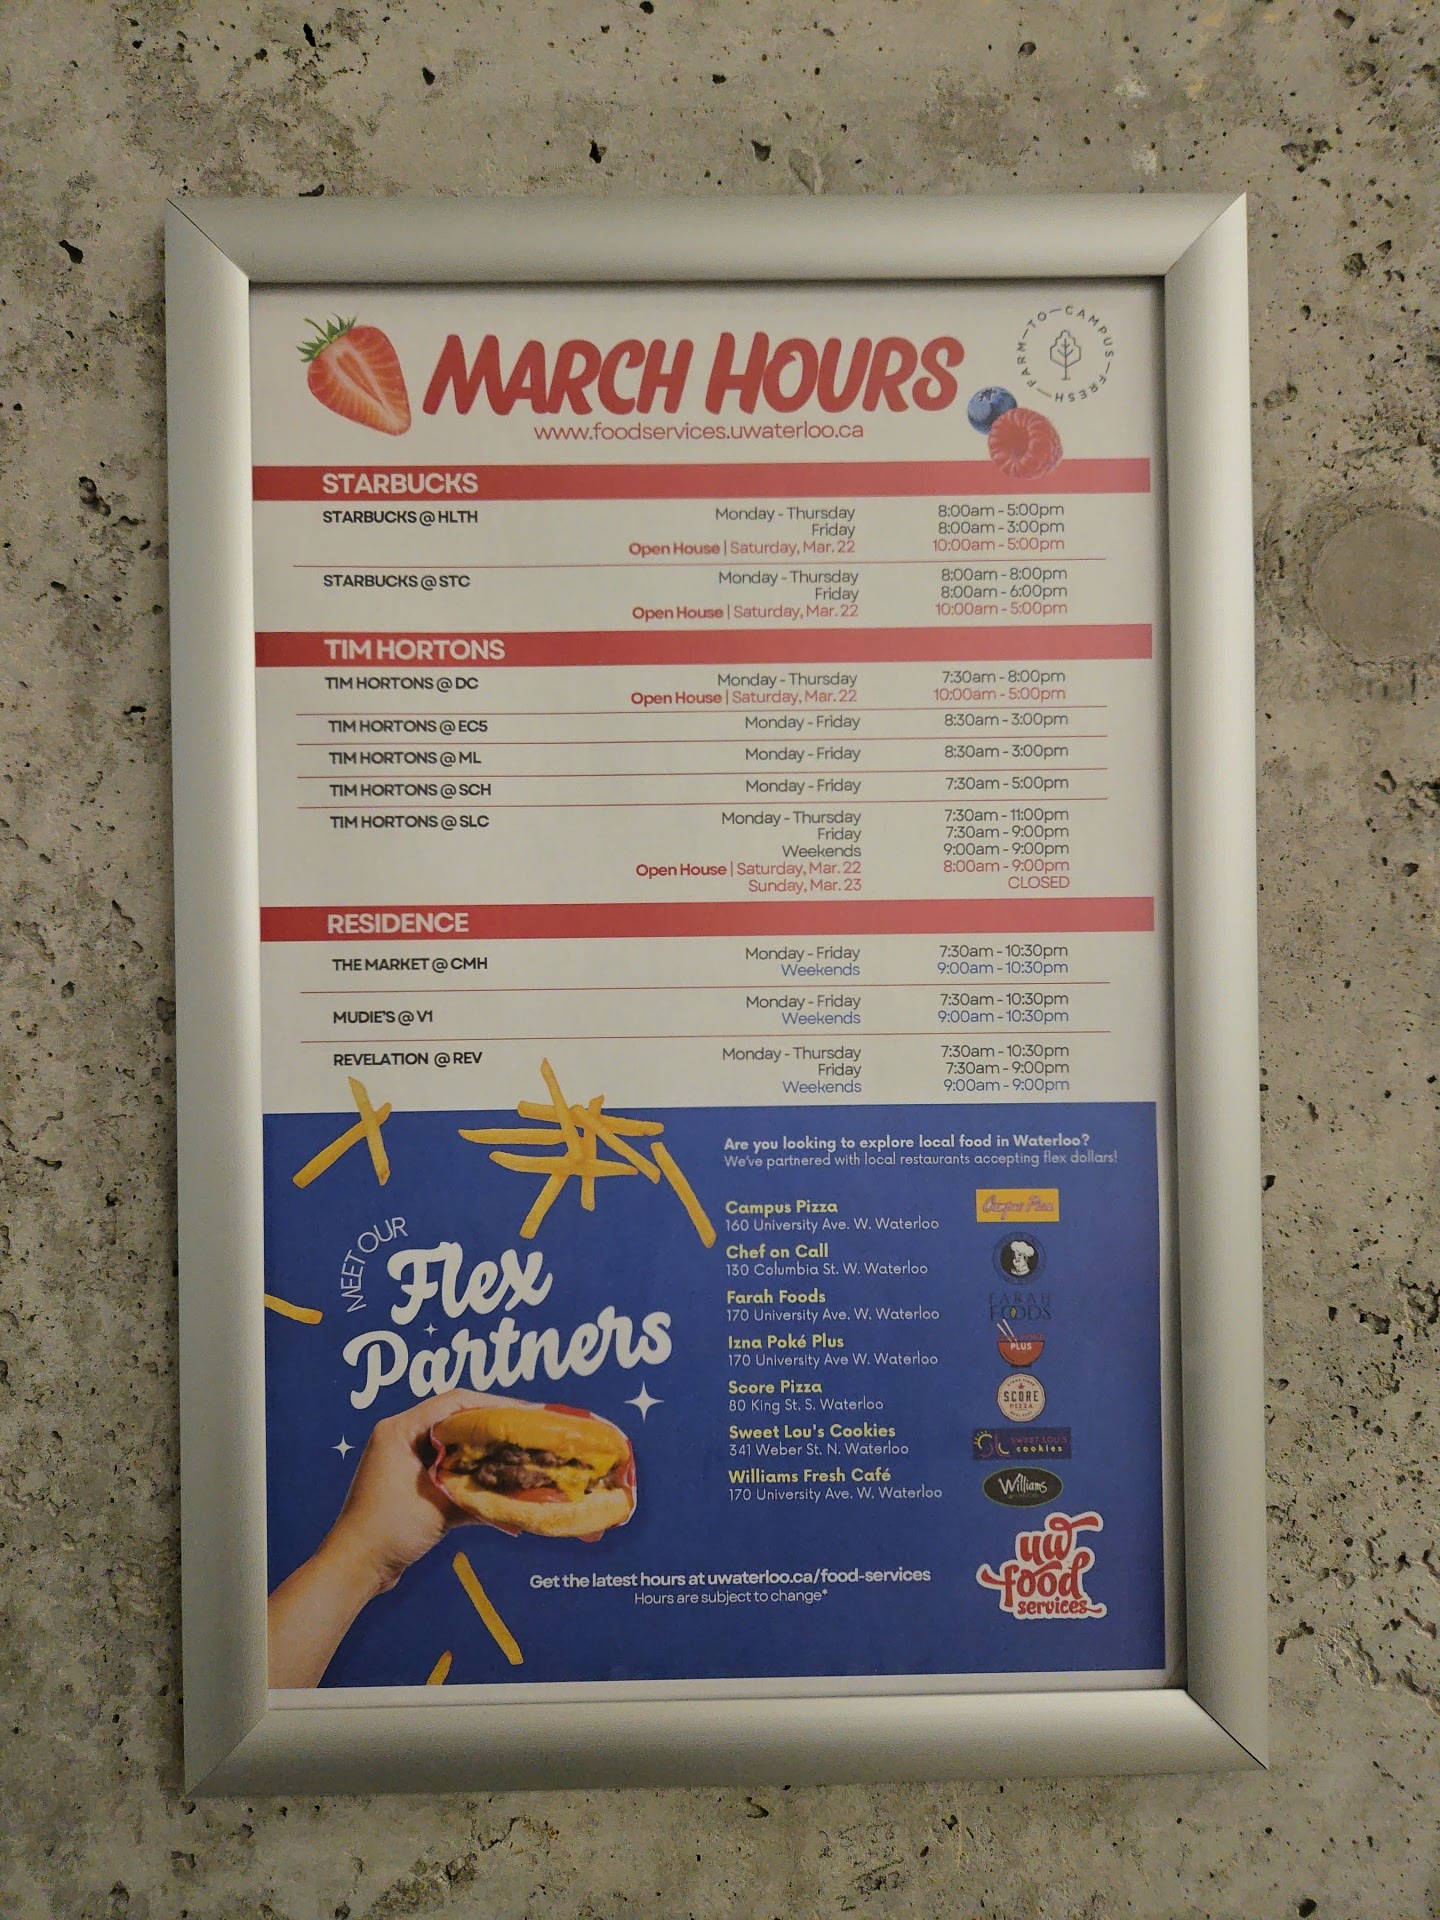 MARCH HOURS
FARM—TO—CAMPUS—FRESH
www.foodservices.uwaterloo.ca
STARBUCKS
STARBUCKS @ HLTH Monday - Thursday 8:00am - 5:00pm
Friday 8:00am - 3:00pm
Open House | Saturday, Mar. 22 10:00am - 5:00pm
STARBUCKS @ STC Monday - Thursday 8:00am - 8:00pm
Friday 8:00am - 6:00pm
Open House | Saturday, Mar. 22 10:00am - 5:00pm
TIM HORTONS
TIM HORTONS @ DC Monday - Thursday 7:30am - 8:00pm
Open House | Saturday, Mar. 22 10:00am - 5:00pm
TIM HORTONS @ EC5 Monday - Friday 8:30am - 3:00pm
TIM HORTONS @ ML Monday - Friday 8:30am - 3:00pm
TIM HORTONS @ SCH Monday - Friday 7:30am - 5:00pm
TIM HORTONS @ SLC Monday - Thursday 7:30am - 11:00pm
Friday 7:30am - 9:00pm
Weekends 9:00am - 9:00pm
Open House | Saturday, Mar. 22 8:00am - 9:00pm
Sunday, Mar. 23 CLOSED
RESIDENCE
THE MARKET @ CMH Monday - Friday 7:30am - 10:30pm
Weekends 9:00am - 10:30pm
MUDIE'S @ V1 Monday - Friday 7:30am - 10:30pm
Weekends 9:00am - 10:30pm
REVELATION @ REV Monday - Thursday 7:30am - 10:30pm
Friday 7:30am - 9:00pm
Weekends 9:00am - 9:00pm
MEET OUR
Flex
Partners
Are you looking to explore local food in Waterloo?
We've partnered with local restaurants accepting flex dollars!
Campus Pizza
160 University Ave. W. Waterloo
Campus Pizza
Chef on Call
130 Columbia St. W. Waterloo
Farah Foods
170 University Ave. W. Waterloo
FARAH
FOODS
Izna Poké Plus
170 University Ave W. Waterloo
PLUS
Score Pizza
80 King St. S. Waterloo
SCORE
PIZZA
Sweet Lou's Cookies
341 Weber St. N. Waterloo
SWEET LOU'S
cookies
Williams Fresh Café
170 University Ave. W. Waterloo
Williams
Get the latest hours at uwaterloo.ca/food-services
Hours are subject to change*
uw
food
services